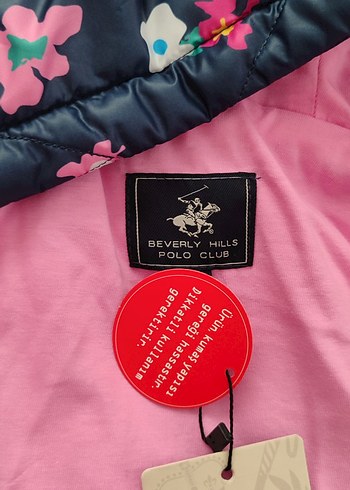 BEVERLY HILLS
POLO CLUB
Ürün, kumaş yapısı
gereği hassastır.
Dikkatli kullanım
gerektirir.